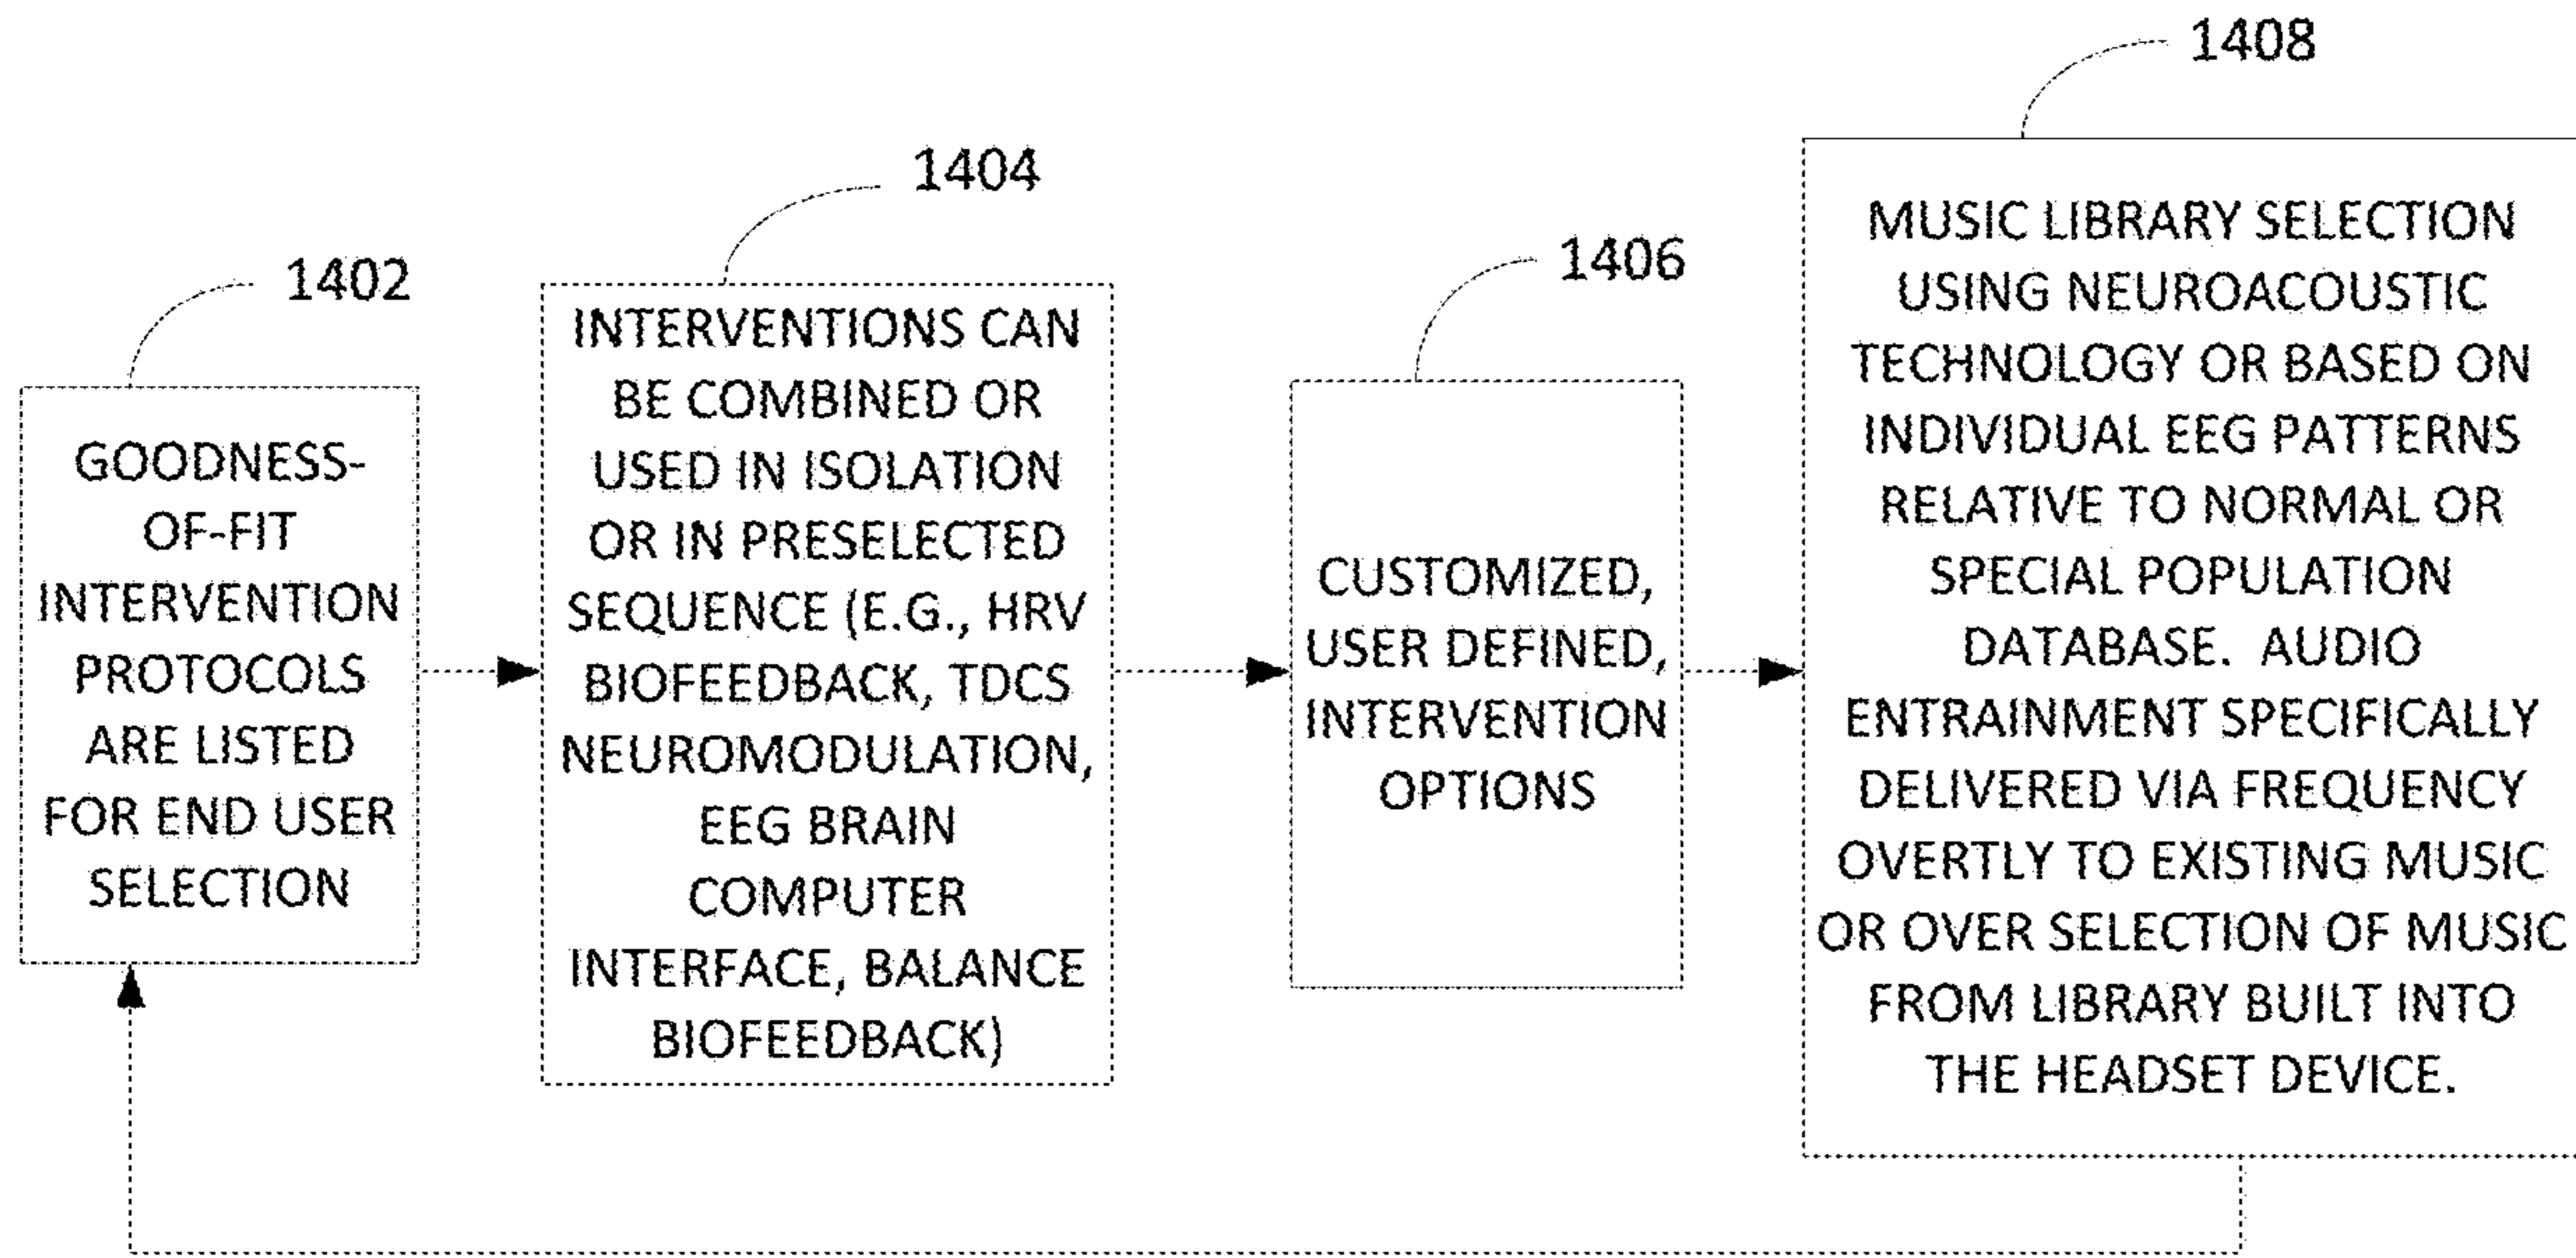 1402
GOODNESS-
OF-FIT
INTERVENTION
PROTOCOLS
ARE LISTED
FOR END USER
SELECTION
1404
INTERVENTIONS CAN
BE COMBINED OR
USED IN ISOLATION
OR IN PRESELECTED
SEQUENCE (E.G., HRV
BIOFEEDBACK, TDCS
NEUROMODULATION,
EEG BRAIN
COMPUTER
INTERFACE, BALANCE
BIOFEEDBACK)
1406
CUSTOMIZED,
USER DEFINED,
INTERVENTION
OPTIONS
1408
MUSIC LIBRARY SELECTION
USING NEUROACOUSTIC
TECHNOLOGY OR BASED ON
INDIVIDUAL EEG PATTERNS
RELATIVE TO NORMAL OR
SPECIAL POPULATION
DATABASE. AUDIO
ENTRAINMENT SPECIFICALLY
DELIVERED VIA FREQUENCY
OVERTLY TO EXISTING MUSIC
OR OVER SELECTION OF MUSIC
FROM LIBRARY BUILT INTO
THE HEADSET DEVICE.